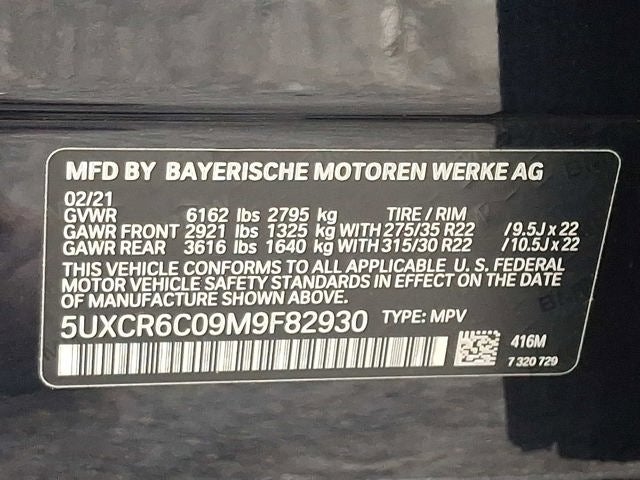 MFD BY BAYERISCHE MOTOREN WERKE AG
02/21
GVWR 6162 lbs 2795 kg TIRE / RIM
GAWR FRONT 2921 lbs 1325 kg WITH 275/35 R22 /9.5J x 22
GAWR REAR 3616 lbs 1640 kg WITH 315/30 R22 /10.5J x 22
THIS VEHICLE CONFORMS TO ALL APPLICABLE U. S. FEDERAL
MOTOR VEHICLE SAFETY STANDARDS IN EFFECT ON THE DATE
OF MANUFACTURE SHOWN ABOVE.
5UXCR6C09M9F82930 TYPE: MPV
416M
7 320 729